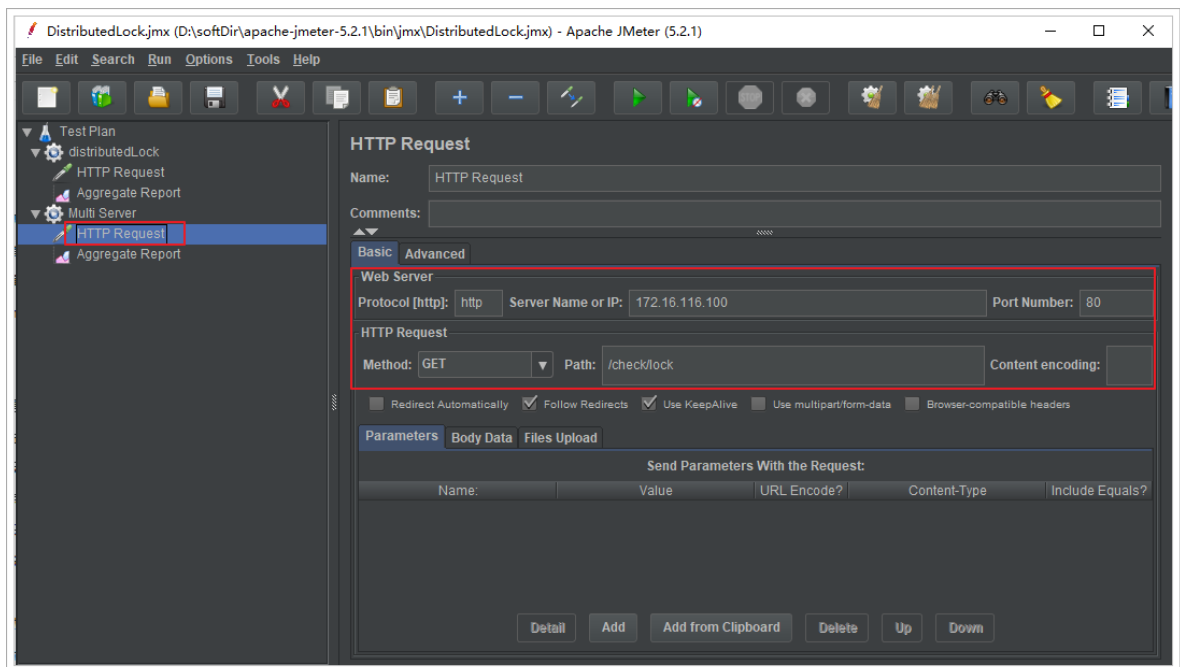 DistributedLock.jmx (D:\softDir\apache-jmeter-5.2.1\bin\jmx\DistributedLock.jmx) - Apache JMeter (5.2.1)
File Edit Search Run Options Tools Help
STOP
Test Plan
distributedLock
HTTP Request
Aggregate Report
Multi Server
HTTP Request
Aggregate Report
HTTP Request
Name: HTTP Request
Comments:
Basic Advanced
Web Server
Protocol [http]: http Server Name or IP: 172.16.116.100 Port Number: 80
HTTP Request
Method: GET Path: /check/lock Content encoding:
Redirect Automatically Follow Redirects Use KeepAlive Use multipart/form-data Browser-compatible headers
Parameters Body Data Files Upload
Send Parameters With the Request:
Name: Value URL Encode? Content-Type Include Equals?
Detail Add Add from Clipboard Delete Up Down